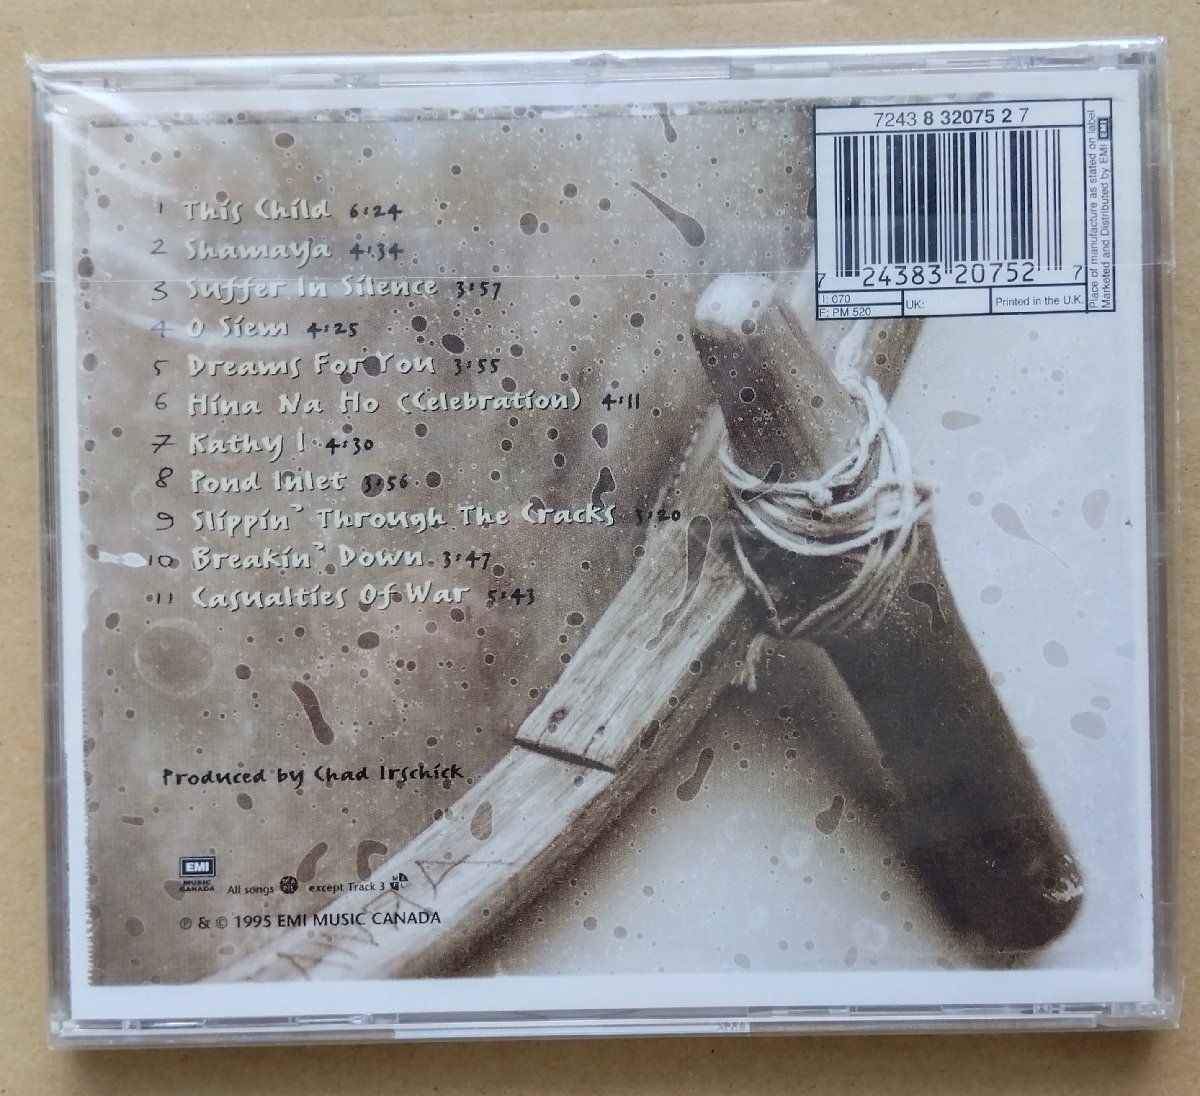 7243 8 32075 2 7
7 24383 20752 7
I: 070
F: PM 520
UK:
Printed in the U.K.
Place of manufacture as stated on label
Marketed and Distributed by EMI EMI
1 This Child 6:24
2 Shamaya 4:34
3 Suffer In Silence 3:57
4 O Siem 4:25
5 Dreams For You 3:55
6 Hina Na Ho (Celebration) 4:11
7 Kathy I 4:30
8 Pond Inlet 3:56
9 Slippin' Through The Cracks 3:20
10 Breakin' Down 3:47
11 Casualties Of War 5:43
Produced by Chad Irschick
EMI
MUSIC
CANADA
All songs MAPL except Track 3 MAPL
℗ & © 1995 EMI MUSIC CANADA